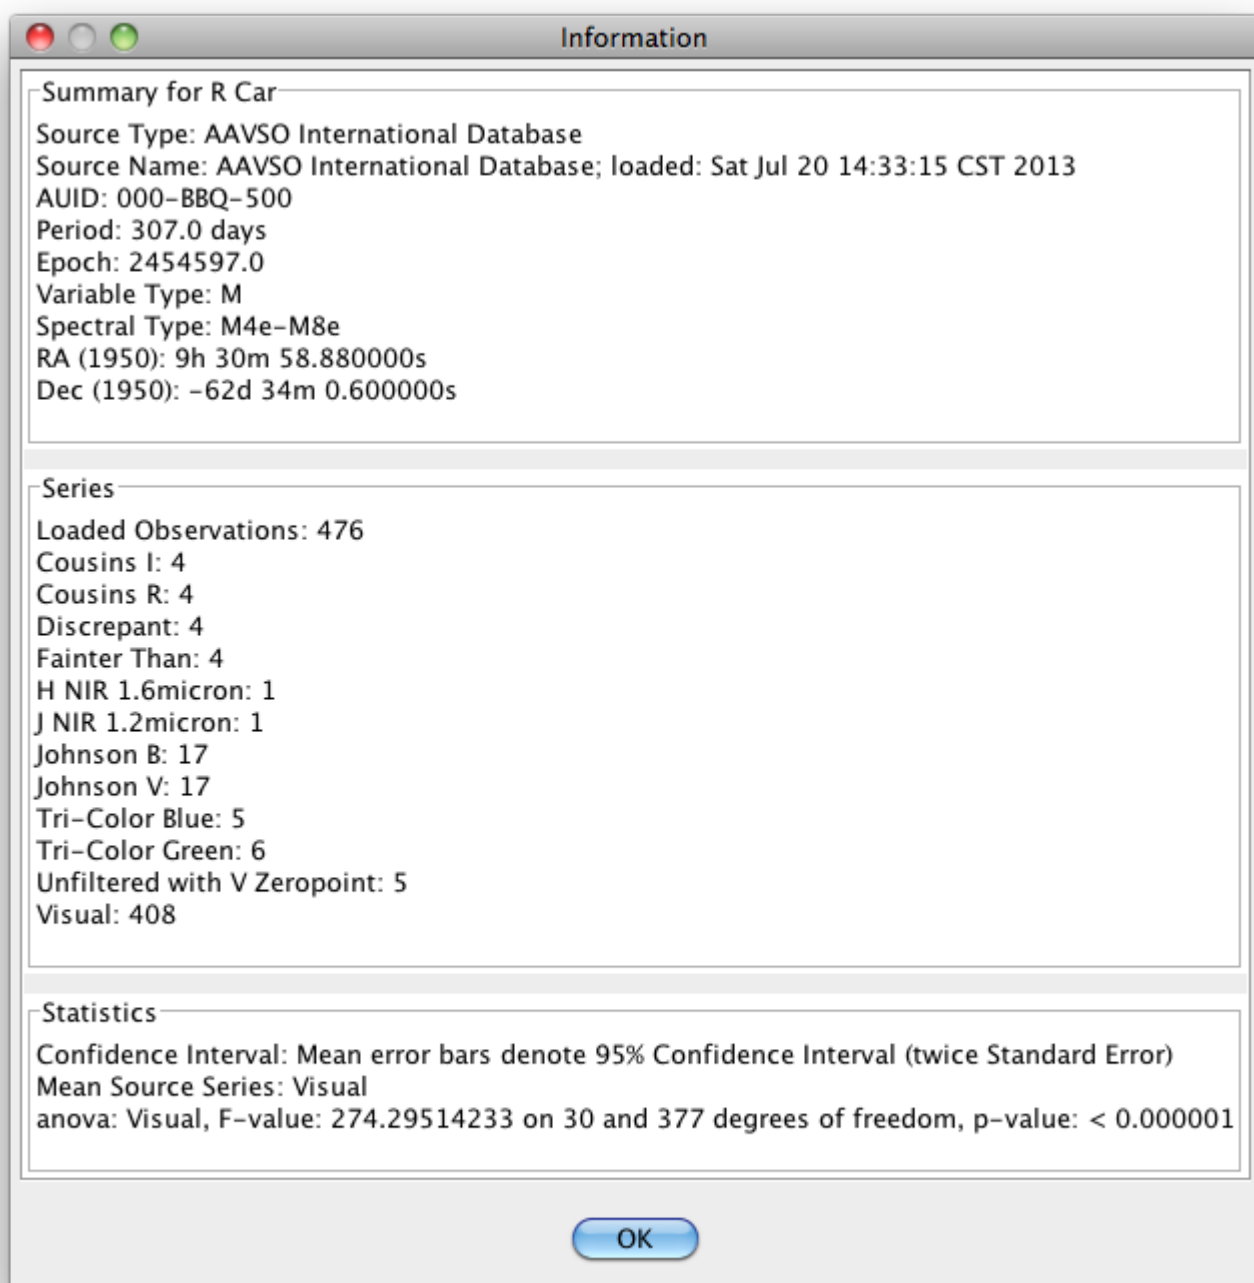 Information
Summary for R Car
Source Type: AAVSO International Database
Source Name: AAVSO International Database; loaded: Sat Jul 20 14:33:15 CST 2013
AUID: 000-BBQ-500
Period: 307.0 days
Epoch: 2454597.0
Variable Type: M
Spectral Type: M4e-M8e
RA (1950): 9h 30m 58.880000s
Dec (1950): -62d 34m 0.600000s
Series
Loaded Observations: 476
Cousins I: 4
Cousins R: 4
Discrepant: 4
Fainter Than: 4
H NIR 1.6micron: 1
J NIR 1.2micron: 1
Johnson B: 17
Johnson V: 17
Tri-Color Blue: 5
Tri-Color Green: 6
Unfiltered with V Zeropoint: 5
Visual: 408
Statistics
Confidence Interval: Mean error bars denote 95% Confidence Interval (twice Standard Error)
Mean Source Series: Visual
anova: Visual, F-value: 274.29514233 on 30 and 377 degrees of freedom, p-value: < 0.000001
OK